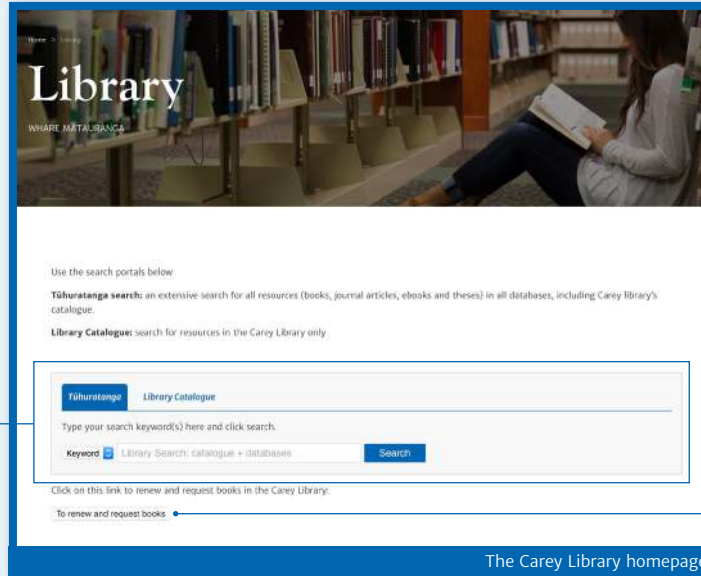 Home > Library
Library
WHARE MĀTAURANGA
Use the search portals below
Tūhuratanga search: an extensive search for all resources (books, journal articles, ebooks and theses) in all databases, including Carey library's
catalogue.
Library Catalogue: search for resources in the Carey Library only
Tūhuratanga Library Catalogue
Type your search keyword(s) here and click search.
Keyword Library Search: catalogue + databases Search
Click on this link to renew and request books in the Carey Library:
To renew and request books
The Carey Library homepage